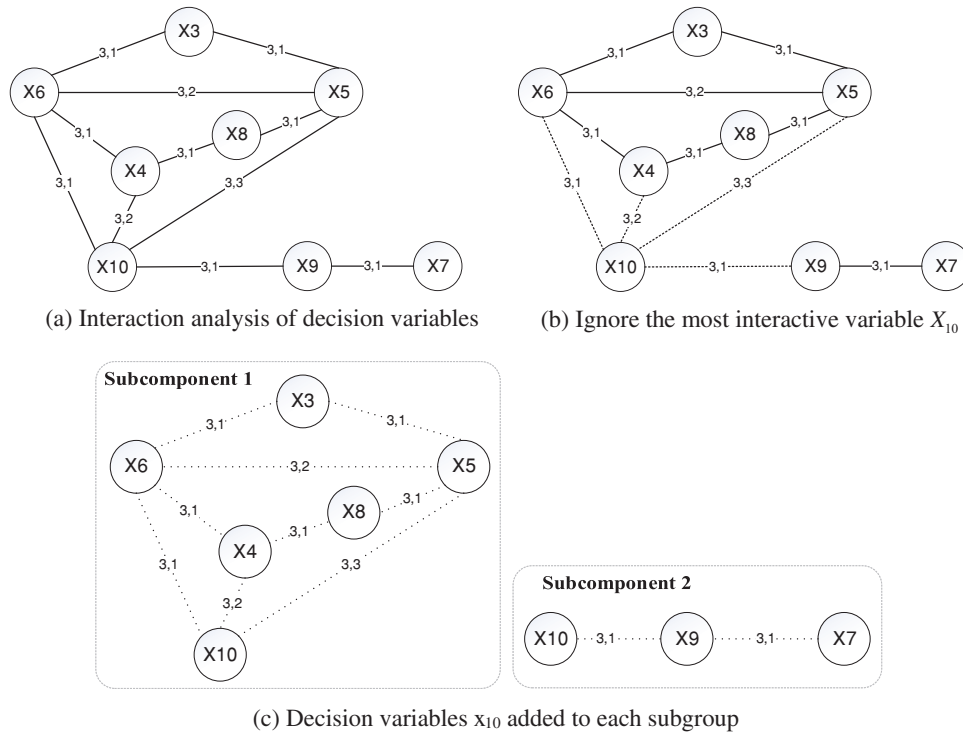 X3
3,1
3,1
X6
3,2
X5
3,1
X8
3,1
3,1
X4
3,1
3,3
3,2
X10
3,1
X9
3,1
X7
(a) Interaction analysis of decision variables
X3
3,1
3,1
X6
3,2
X5
3,1
X8
3,1
3,1
X4
3,1
3,3
3,2
X10
3,1
X9
3,1
X7
(b) Ignore the most interactive variable X10
Subcomponent 1
X3
3,1
3,1
X6
3,2
X5
3,1
X8
3,1
3,1
X4
3,1
3,3
3,2
X10
Subcomponent 2
X10
3,1
X9
3,1
X7
(c) Decision variables x10 added to each subgroup